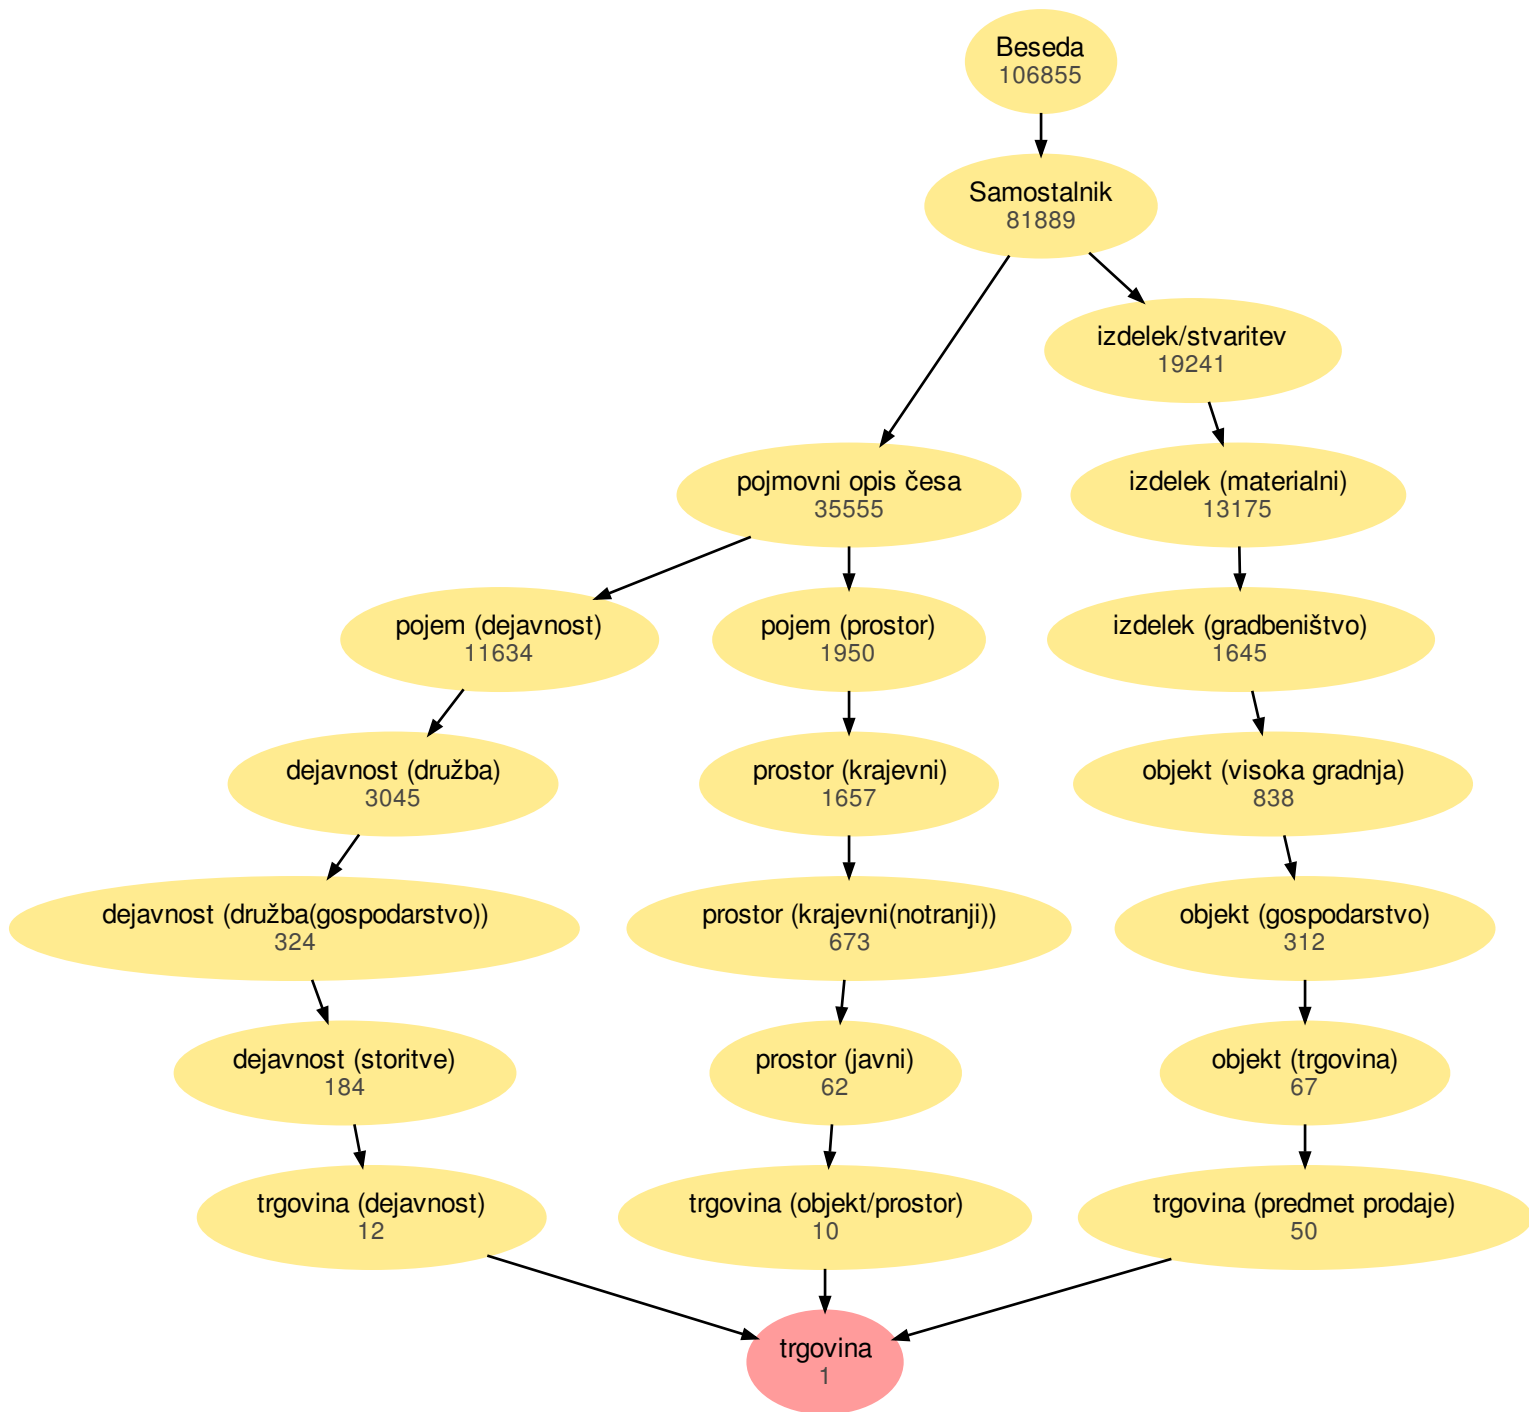 Beseda
106855
Samostalnik
81889
izdelek/stvaritev
19241
pojmovni opis česa
35555
izdelek (materialni)
13175
pojem (dejavnost)
11634
pojem (prostor)
1950
izdelek (gradbeništvo)
1645
dejavnost (družba)
3045
prostor (krajevni)
1657
objekt (visoka gradnja)
838
dejavnost (družba(gospodarstvo))
324
prostor (krajevni(notranji))
673
objekt (gospodarstvo)
312
dejavnost (storitve)
184
prostor (javni)
62
objekt (trgovina)
67
trgovina (dejavnost)
12
trgovina (objekt/prostor)
10
trgovina (predmet prodaje)
50
trgovina
1